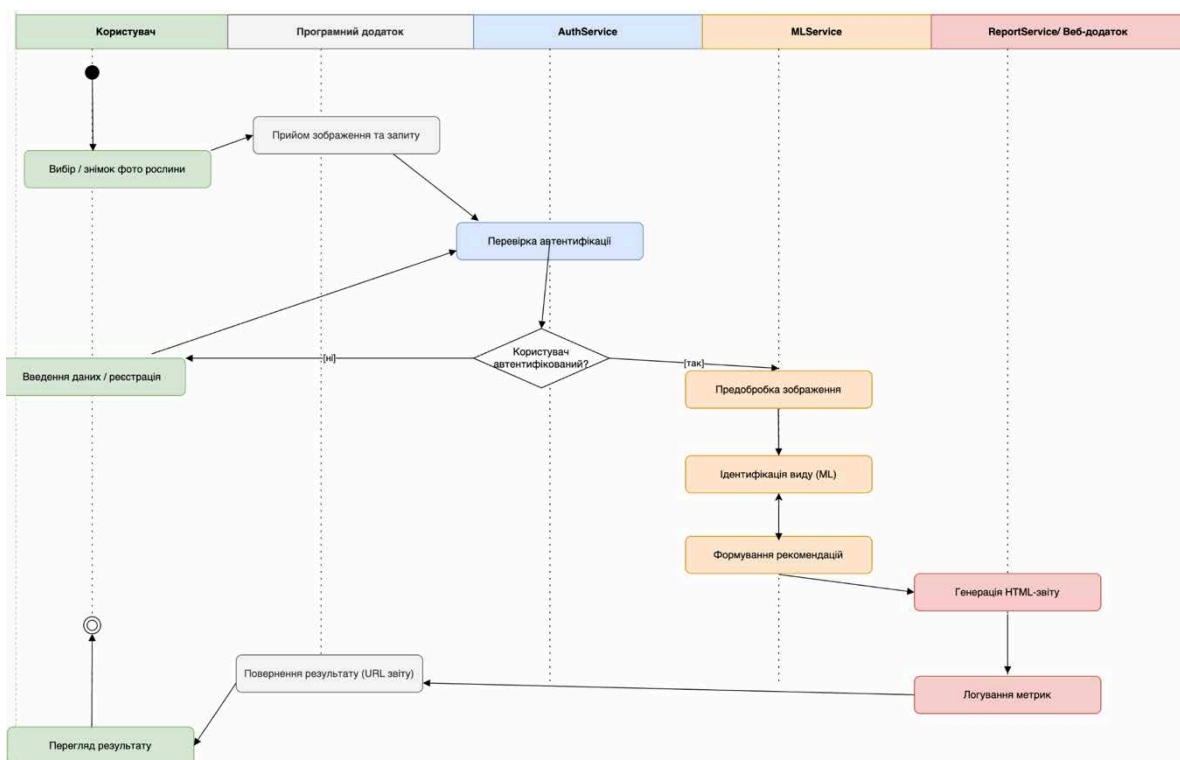 Користувач
Програмний додаток
AuthService
MLService
ReportService/ Веб-додаток
Прийом зображення та запиту
Вибір / знімок фото рослини
Перевірка автентифікації
Користувач
автентифікований?
[ні]
[так]
Введення даних / реєстрація
Предобробка зображення
Ідентифікація виду (ML)
Формування рекомендацій
Генерація HTML-звіту
Повернення результату (URL звіту)
Логування метрик
Перегляд результату